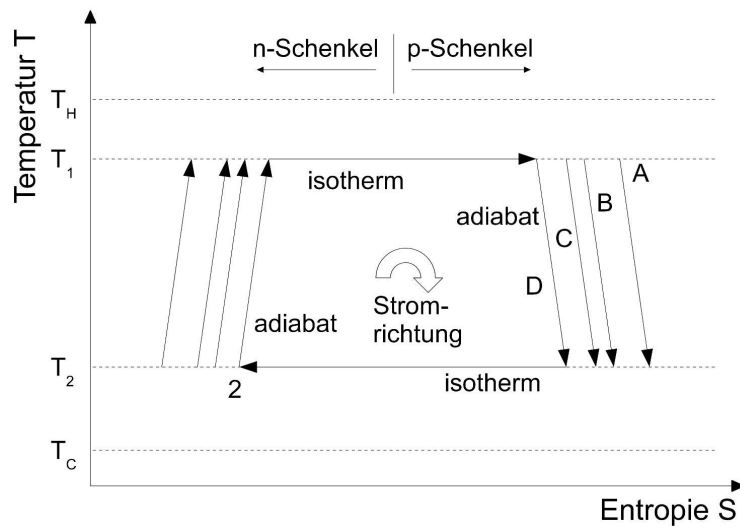 Temperatur T
n-Schenkel
p-Schenkel
T_H
T_1
isotherm
A
B
adiabat
C
D
Strom-
richtung
adiabat
T_2
2
isotherm
T_C
Entropie S